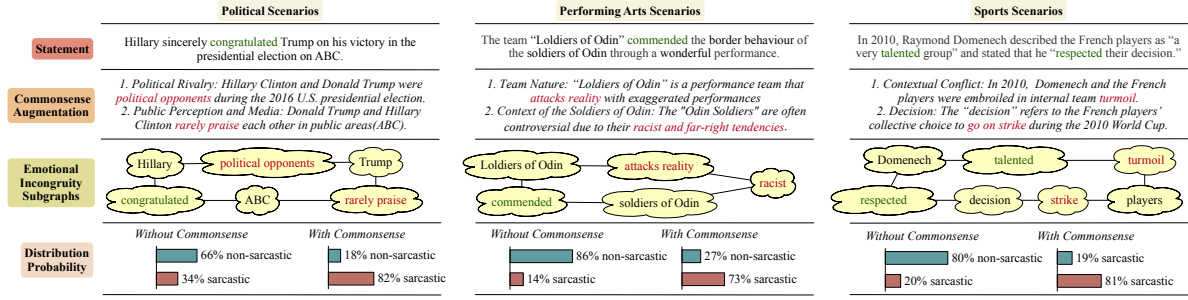 Political Scenarios
Performing Arts Scenarios
Sports Scenarios
Statement
Hillary sincerely congratulated Trump on his victory in the
presidential election on ABC.
The team “Loldiers of Odin” commended the border behaviour of
the soldiers of Odin through a wonderful performance.
In 2010, Raymond Domenech described the French players as “a
very talented group” and stated that he “respected their decision.”
Commonsense
Augmentation
1. Political Rivalry: Hillary Clinton and Donald Trump were
political opponents during the 2016 U.S. presidential election.
2. Public Perception and Media: Donald Trump and Hillary
Clinton rarely praise each other in public areas(ABC).
1. Team Nature: “Loldiers of Odin” is a performance team that
attacks reality with exaggerated performances
2. Context of the Soldiers of Odin: The "Odin Soldiers" are often
controversial due to their racist and far-right tendencies.
1. Contextual Conflict: In 2010, Domenech and the French
players were embroiled in internal team turmoil.
2. Decision: The “decision” refers to the French players’
collective choice to go on strike during the 2010 World Cup.
Emotional
Incongruity
Subgraphs
Hillary
political opponents
Trump
congratulated
ABC
rarely praise
Loldiers of Odin
attacks reality
racist
commended
soldiers of Odin
Domenech
talented
turmoil
respected
decision
strike
players
Distribution
Probability
Without Commonsense
With Commonsense
66% non-sarcastic
18% non-sarcastic
34% sarcastic
82% sarcastic
Without Commonsense
With Commonsense
86% non-sarcastic
27% non-sarcastic
14% sarcastic
73% sarcastic
Without Commonsense
With Commonsense
80% non-sarcastic
19% non-sarcastic
20% sarcastic
81% sarcastic